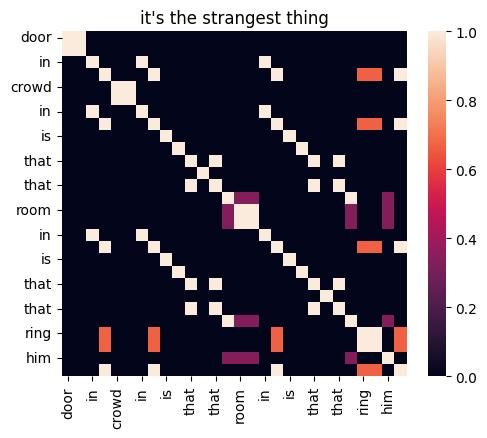 it's the strangest thing
door
in
crowd
in
is
that
that
room
in
is
that
that
ring
him
door
in
crowd
in
is
that
that
room
in
is
that
that
ring
him
1.0
0.8
0.6
0.4
0.2
0.0